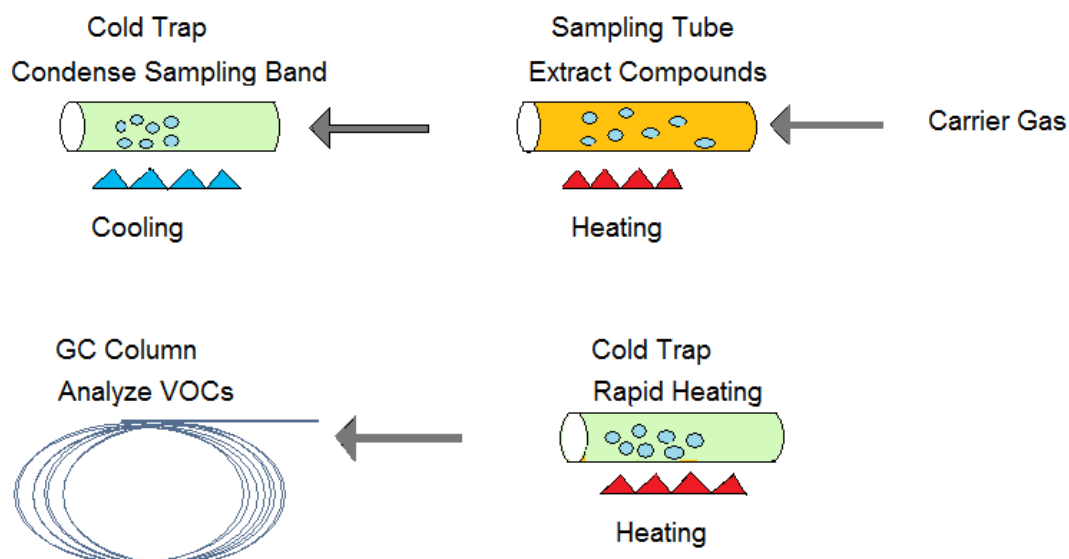 Cold Trap
Condense Sampling Band
Cooling
Sampling Tube
Extract Compounds
Heating
Carrier Gas
GC Column
Analyze VOCs
Cold Trap
Rapid Heating
Heating